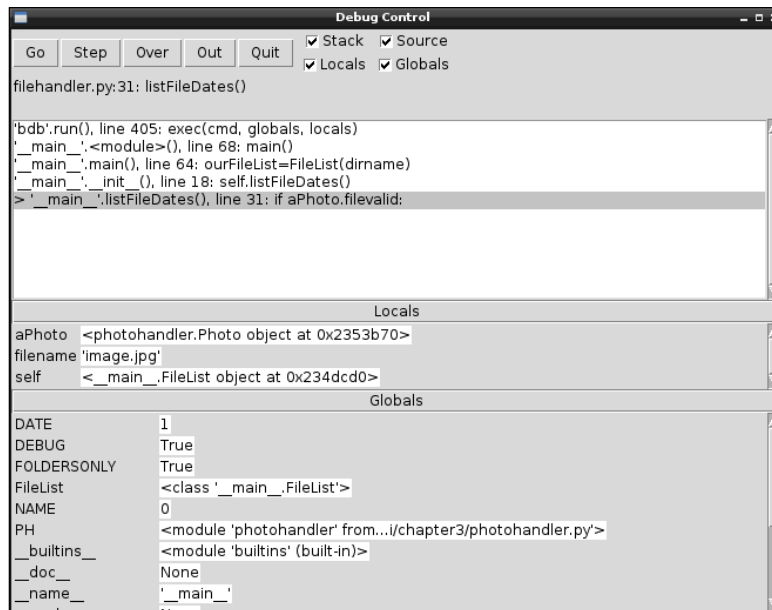 Debug Control
Go Step Over Out Quit Stack Source
Locals Globals
filehandler.py:31: listFileDates()
'bdb'.run(), line 405: exec(cmd, globals, locals)
'__main__'.<module>(), line 68: main()
'__main__'.main(), line 64: ourFileList=FileList(dirname)
'__main__'.__init__(), line 18: self.listFileDates()
> '__main__'.listFileDates(), line 31: if aPhoto.filevalid:
Locals
aPhoto <photohandler.Photo object at 0x2353b70>
filename 'image.jpg'
self <__main__.FileList object at 0x234dcd0>
Globals
DATE 1
DEBUG True
FOLDERSONLY True
FileList <class '__main__.FileList'>
NAME 0
PH <module 'photohandler' from...i/chapter3/photohandler.py'>
__builtins__ <module 'builtins' (built-in)>
__doc__ None
__name__ '__main__'